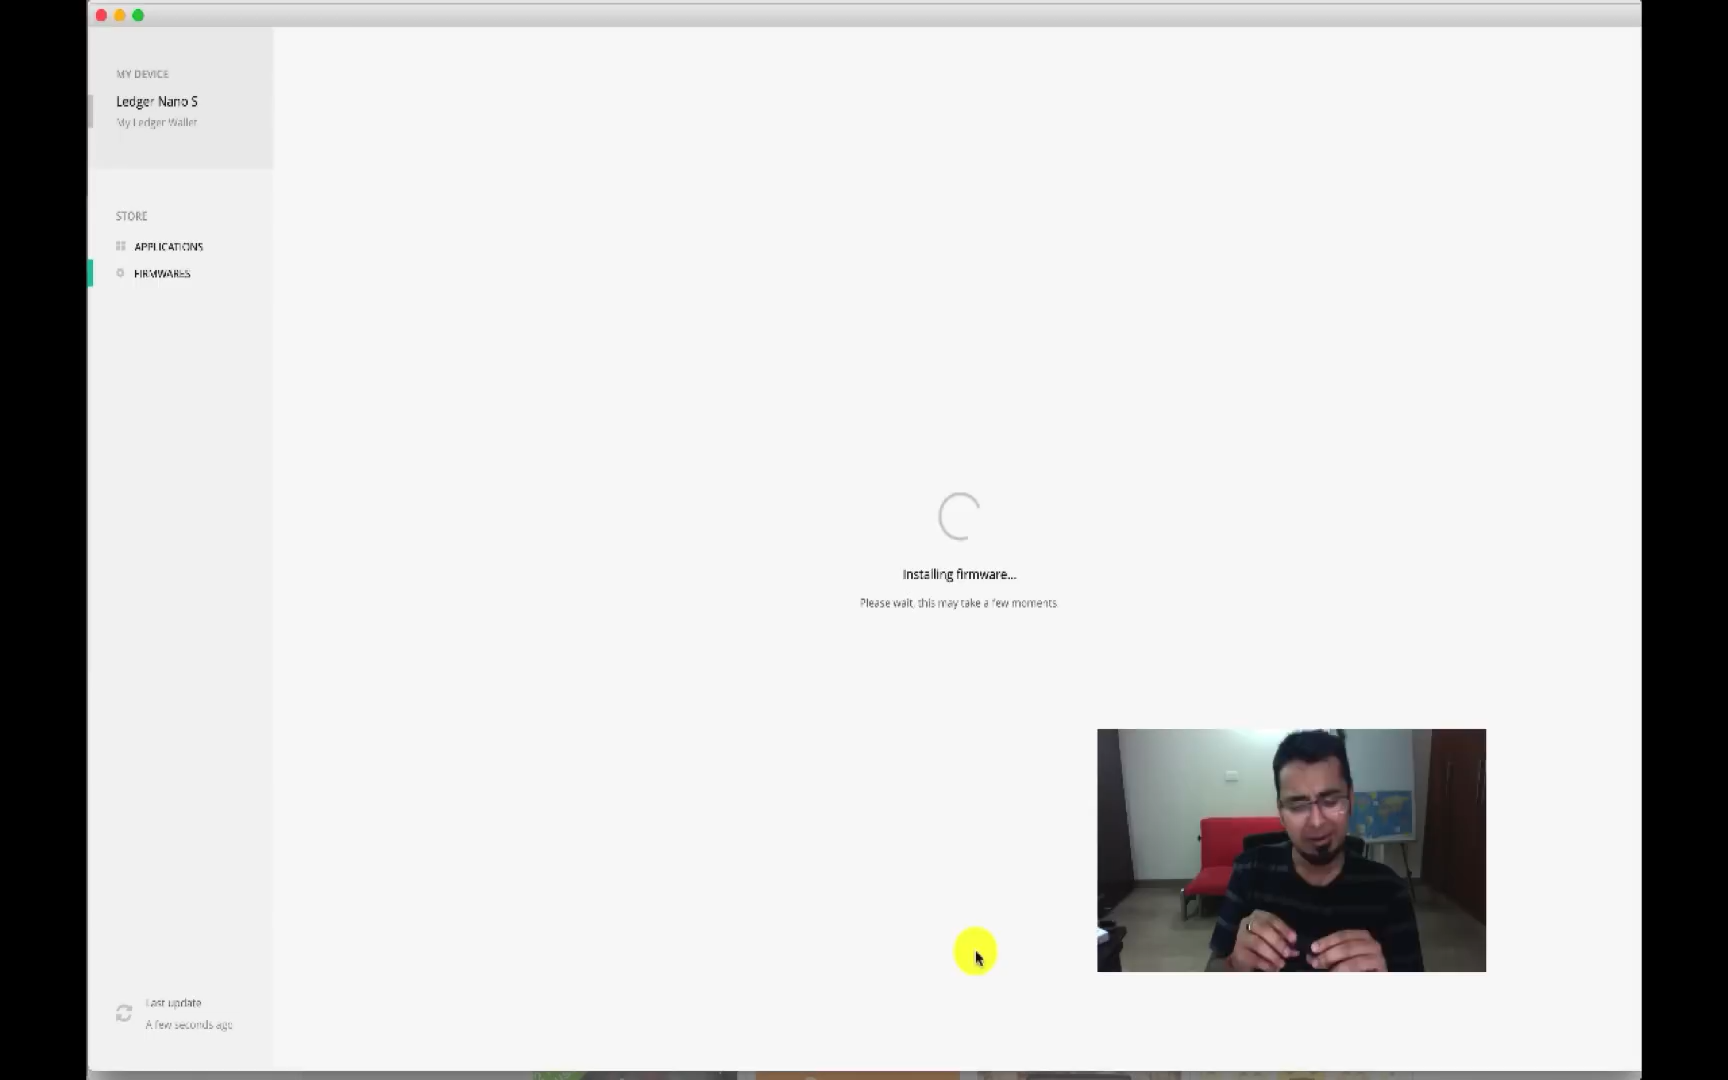 MY DEVICE
Ledger Nano S
My Ledger Wallet
STORE
APPLICATIONS
FIRMWARES
Installing firmware...
Please wait, this may take a few moments.
Last update
A few seconds ago